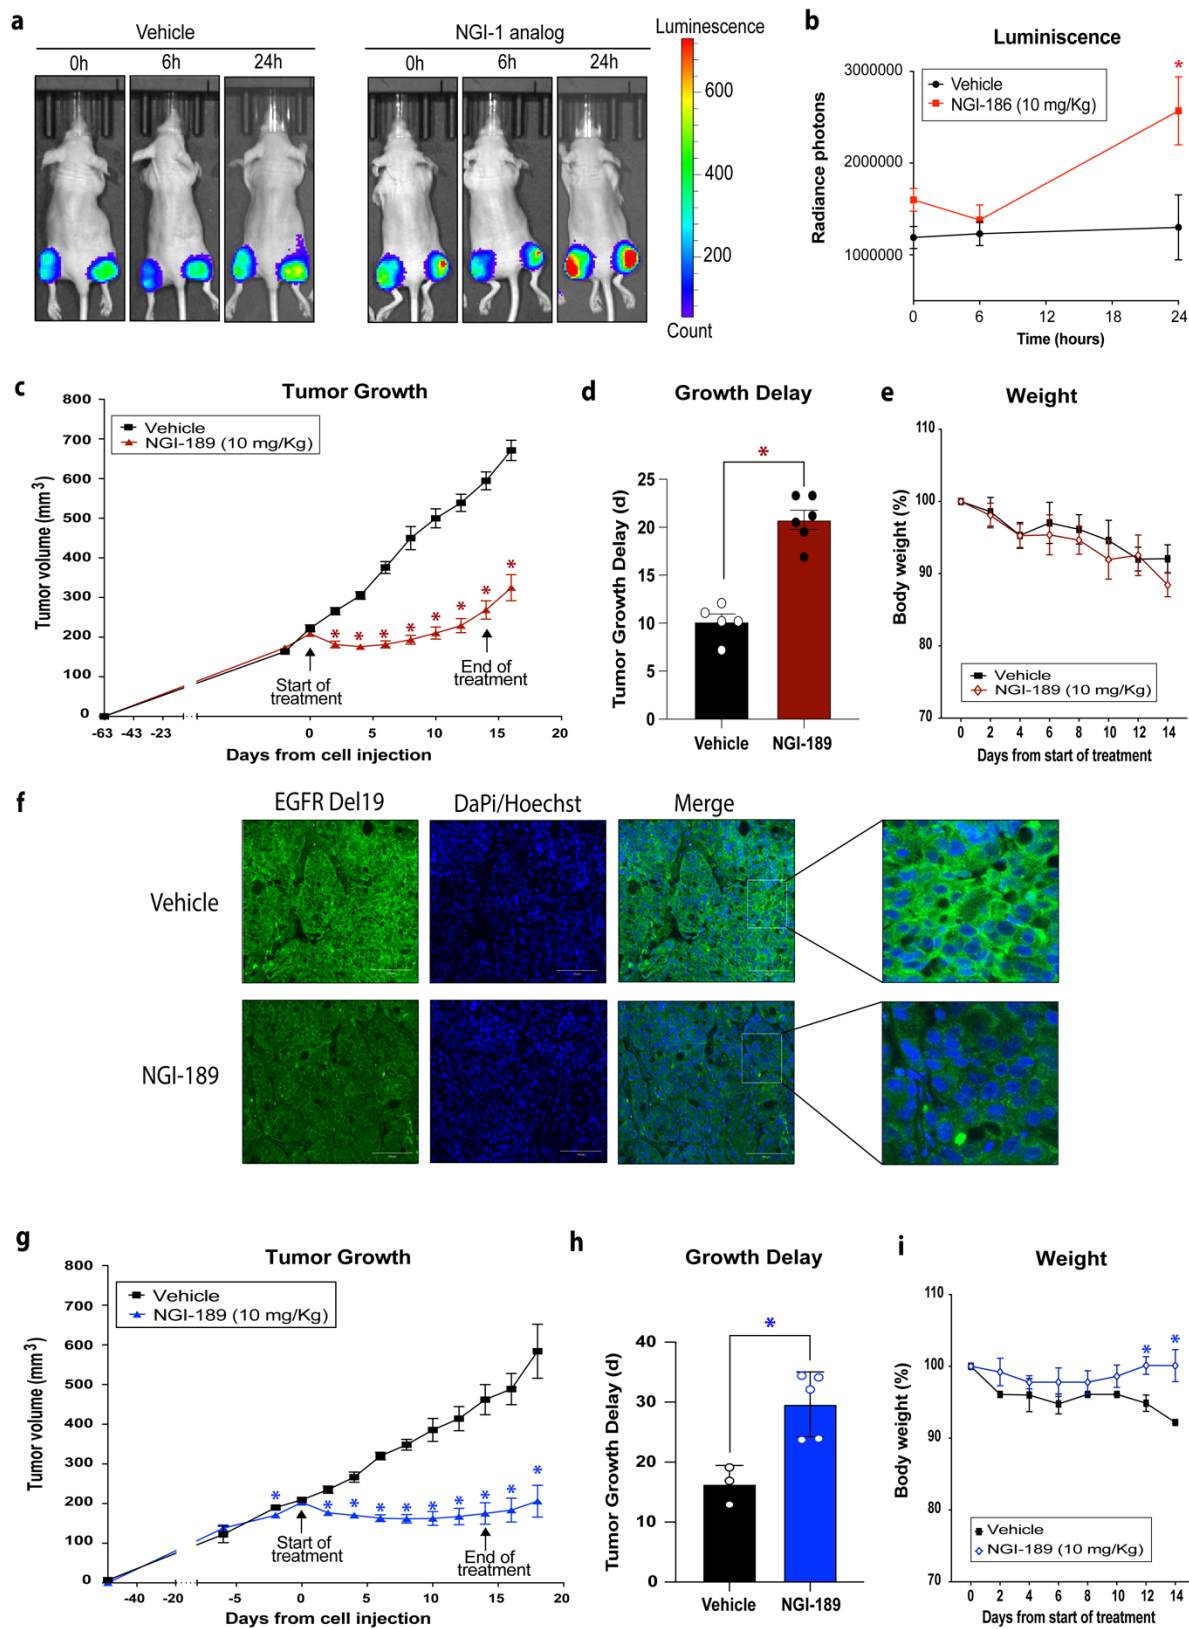 a
Vehicle
NGI-1 analog
Luminescence
0h 6h 24h
0h 6h 24h
600
400
200
Count
b
Luminiscence
Vehicle
NGI-186 (10 mg/Kg)
*
Radiance photons
3000000
2000000
1000000
0 6 12 18 24
Time (hours)
c
Tumor Growth
Vehicle
NGI-189 (10 mg/Kg)
Tumor volume (mm3)
800
700
600
500
400
300
200
100
0
* * * * * * * *
Start of
treatment
End of
treatment
-63 -43 -23 0 5 10 15 20
Days from cell injection
d
Growth Delay
*
Tumor Growth Delay (d)
25
20
15
10
5
0
Vehicle NGI-189
e
Weight
Body weight (%)
110
100
90
80
70
Vehicle
NGI-189 (10 mg/Kg)
0 2 4 6 8 10 12 14
Days from start of treatment
f
EGFR Del19
DaPi/Hoechst
Merge
Vehicle
NGI-189
g
Tumor Growth
Vehicle
NGI-189 (10 mg/Kg)
Tumor volume (mm3)
800
700
600
500
400
300
200
100
0
* * * * * * * * * *
Start of
treatment
End of
treatment
-40 -20 -5 0 5 10 15 20
Days from cell injection
h
Growth Delay
*
Tumor Growth Delay (d)
40
30
20
10
0
Vehicle NGI-189
i
Weight
Body weight (%)
110
100
90
80
70
* *
Vehicle
NGI-189 (10 mg/Kg)
0 2 4 6 8 10 12 14
Days from start of treatment